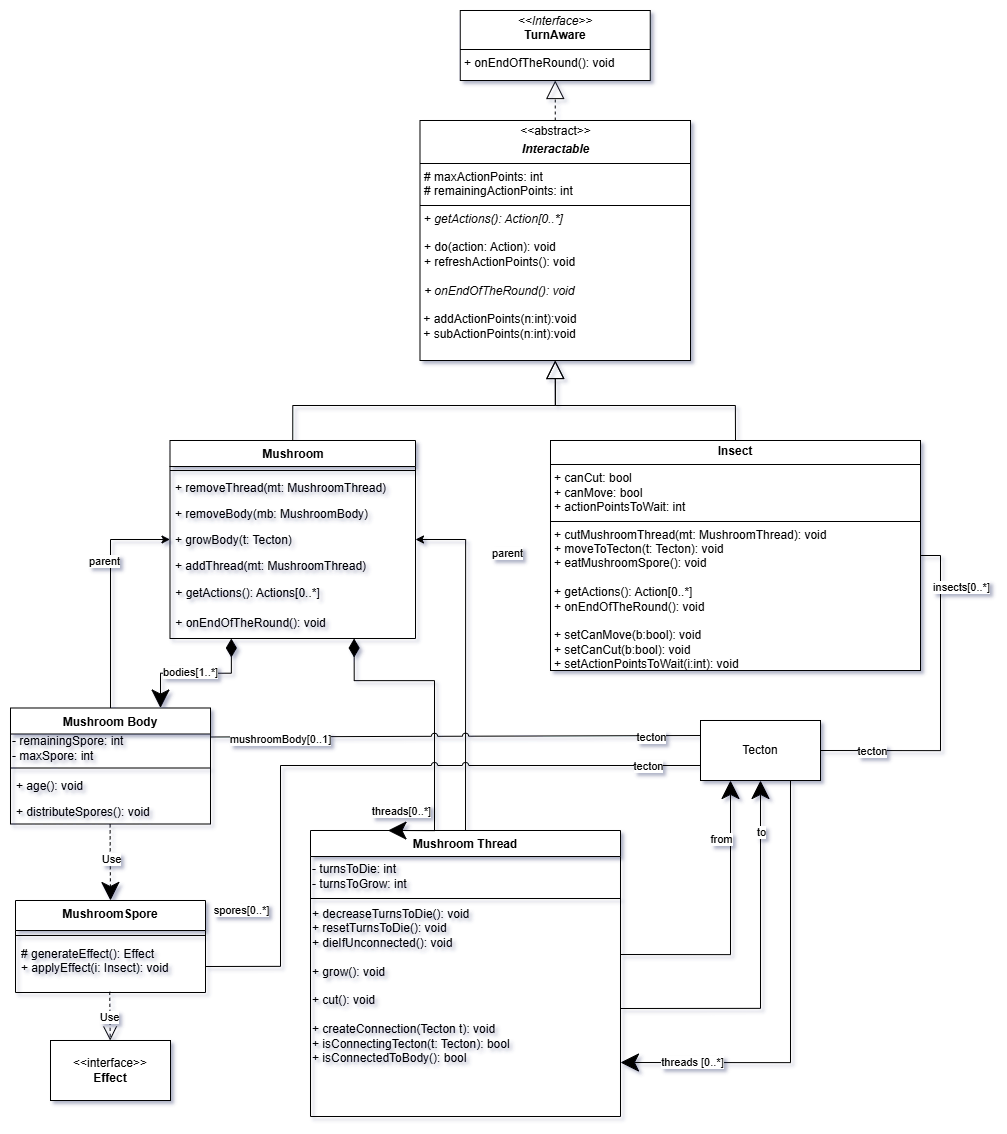 <<Interface>>
TurnAware
+ onEndOfTheRound(): void
<<abstract>>
Interactable
# maxActionPoints: int
# remainingActionPoints: int
+ getActions(): Action[0..*]
+ do(action: Action): void
+ refreshActionPoints(): void
+ onEndOfTheRound(): void
+ addActionPoints(n:int):void
+ subActionPoints(n:int):void
Mushroom
+ removeThread(mt: MushroomThread)
+ removeBody(mb: MushroomBody)
+ growBody(t: Tecton)
+ addThread(mt: MushroomThread)
+ getActions(): Actions[0..*]
+ onEndOfTheRound(): void
Insect
+ canCut: bool
+ canMove: bool
+ actionPointsToWait: int
+ cutMushroomThread(mt: MushroomThread): void
+ moveToTecton(t: Tecton): void
+ eatMushroomSpore(): void
+ getActions(): Action[0..*]
+ onEndOfTheRound(): void
+ setCanMove(b:bool): void
+ setCanCut(b:bool): void
+ setActionPointsToWait(i:int): void
parent
parent
insects[0..*]
bodies[1..*]
Mushroom Body
- remainingSpore: int
- maxSpore: int
+ age(): void
+ distributeSpores(): void
mushroomBody[0..1]
tecton
tecton
Tecton
tecton
threads[0..*]
from
to
Use
MushroomSpore
# generateEffect(): Effect
+ applyEffect(i: Insect): void
spores[0..*]
Mushroom Thread
- turnsToDie: int
- turnsToGrow: int
+ decreaseTurnsToDie(): void
+ resetTurnsToDie(): void
+ dieIfUnconnected(): void
+ grow(): void
+ cut(): void
+ createConnection(Tecton t): void
+ isConnectingTecton(t: Tecton): bool
+ isConnectedToBody(): bool
threads [0..*]
Use
<<interface>>
Effect